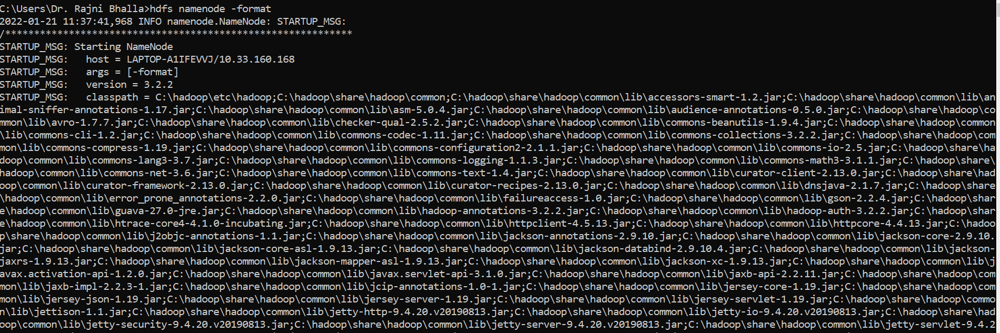 C:\Users\Dr. Rajni Bhalla>hdfs namenode -format
2022-01-21 11:37:41,968 INFO namenode.NameNode: STARTUP_MSG:
/************************************************************
STARTUP_MSG: Starting NameNode
STARTUP_MSG:   host = LAPTOP-A1IFEVVJ/10.33.160.168
STARTUP_MSG:   args = [-format]
STARTUP_MSG:   version = 3.2.2
STARTUP_MSG:   classpath = C:\hadoop\etc\hadoop;C:\hadoop\share\hadoop\common;C:\hadoop\share\hadoop\common\lib\accessors-smart-1.2.jar;C:\hadoop\share\hadoop\common\lib\an
imal-sniffer-annotations-1.17.jar;C:\hadoop\share\hadoop\common\lib\asm-5.0.4.jar;C:\hadoop\share\hadoop\common\lib\audience-annotations-0.5.0.jar;C:\hadoop\share\hadoop\co
mmon\lib\avro-1.7.7.jar;C:\hadoop\share\hadoop\common\lib\checker-qual-2.5.2.jar;C:\hadoop\share\hadoop\common\lib\commons-beanutils-1.9.4.jar;C:\hadoop\share\hadoop\common
\lib\commons-cli-1.2.jar;C:\hadoop\share\hadoop\common\lib\commons-codec-1.11.jar;C:\hadoop\share\hadoop\common\lib\commons-collections-3.2.2.jar;C:\hadoop\share\hadoop\com
mon\lib\commons-compress-1.19.jar;C:\hadoop\share\hadoop\common\lib\commons-configuration2-2.1.1.jar;C:\hadoop\share\hadoop\common\lib\commons-io-2.5.jar;C:\hadoop\share\ha
doop\common\lib\commons-lang3-3.7.jar;C:\hadoop\share\hadoop\common\lib\commons-logging-1.1.3.jar;C:\hadoop\share\hadoop\common\lib\commons-math3-3.1.1.jar;C:\hadoop\share\
hadoop\common\lib\commons-net-3.6.jar;C:\hadoop\share\hadoop\common\lib\commons-text-1.4.jar;C:\hadoop\share\hadoop\common\lib\curator-client-2.13.0.jar;C:\hadoop\share\had
oop\common\lib\curator-framework-2.13.0.jar;C:\hadoop\share\hadoop\common\lib\curator-recipes-2.13.0.jar;C:\hadoop\share\hadoop\common\lib\dnsjava-2.1.7.jar;C:\hadoop\share
\hadoop\common\lib\error_prone_annotations-2.2.0.jar;C:\hadoop\share\hadoop\common\lib\failureaccess-1.0.jar;C:\hadoop\share\hadoop\common\lib\gson-2.2.4.jar;C:\hadoop\shar
e\hadoop\common\lib\guava-27.0-jre.jar;C:\hadoop\share\hadoop\common\lib\hadoop-annotations-3.2.2.jar;C:\hadoop\share\hadoop\common\lib\hadoop-auth-3.2.2.jar;C:\hadoop\shar
e\hadoop\common\lib\htrace-core4-4.1.0-incubating.jar;C:\hadoop\share\hadoop\common\lib\httpclient-4.5.13.jar;C:\hadoop\share\hadoop\common\lib\httpcore-4.4.13.jar;C:\hadoo
p\share\hadoop\common\lib\j2objc-annotations-1.1.jar;C:\hadoop\share\hadoop\common\lib\jackson-annotations-2.9.10.jar;C:\hadoop\share\hadoop\common\lib\jackson-core-2.9.10.
jar;C:\hadoop\share\hadoop\common\lib\jackson-core-asl-1.9.13.jar;C:\hadoop\share\hadoop\common\lib\jackson-databind-2.9.10.4.jar;C:\hadoop\share\hadoop\common\lib\jackson-
jaxrs-1.9.13.jar;C:\hadoop\share\hadoop\common\lib\jackson-mapper-asl-1.9.13.jar;C:\hadoop\share\hadoop\common\lib\jackson-xc-1.9.13.jar;C:\hadoop\share\hadoop\common\lib\j
avax.activation-api-1.2.0.jar;C:\hadoop\share\hadoop\common\lib\javax.servlet-api-3.1.0.jar;C:\hadoop\share\hadoop\common\lib\jaxb-api-2.2.11.jar;C:\hadoop\share\hadoop\com
mon\lib\jaxb-impl-2.2.3-1.jar;C:\hadoop\share\hadoop\common\lib\jcip-annotations-1.0-1.jar;C:\hadoop\share\hadoop\common\lib\jersey-core-1.19.jar;C:\hadoop\share\hadoop\com
mon\lib\jersey-json-1.19.jar;C:\hadoop\share\hadoop\common\lib\jersey-server-1.19.jar;C:\hadoop\share\hadoop\common\lib\jersey-servlet-1.19.jar;C:\hadoop\share\hadoop\commo
n\lib\jettison-1.1.jar;C:\hadoop\share\hadoop\common\lib\jetty-http-9.4.20.v20190813.jar;C:\hadoop\share\hadoop\common\lib\jetty-io-9.4.20.v20190813.jar;C:\hadoop\share\had
oop\common\lib\jetty-security-9.4.20.v20190813.jar;C:\hadoop\share\hadoop\common\lib\jetty-server-9.4.20.v20190813.jar;C:\hadoop\share\hadoop\common\lib\jetty-servlet-9.4.2